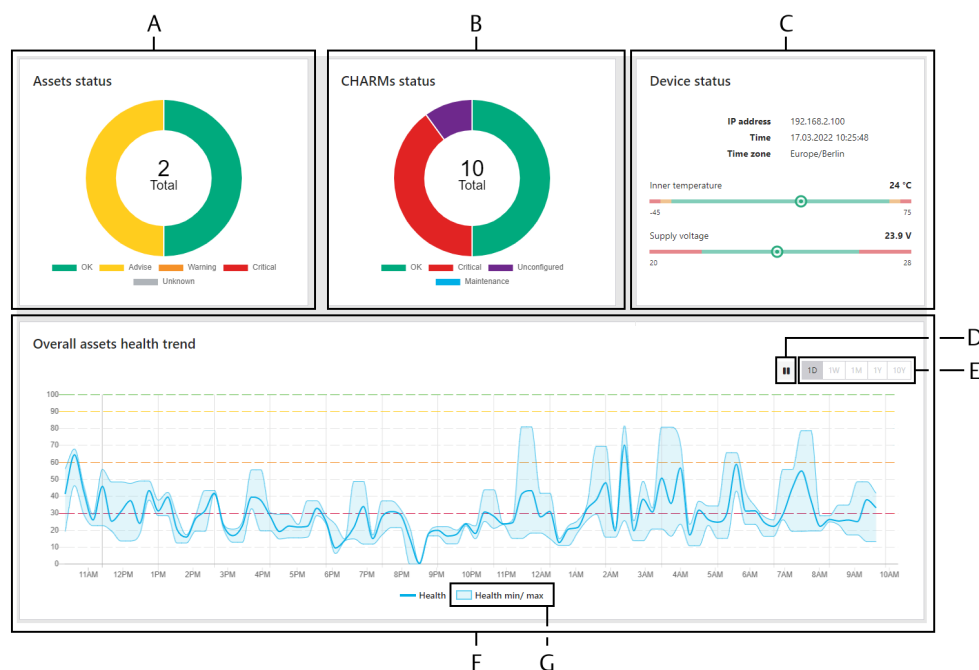 A
B
C
Assets status
2
Total
OK Advise Warning Critical
Unknown
CHARMs status
10
Total
OK Critical Unconfigured
Maintenance
Device status
IP address 192.168.2.100
Time 17.03.2022 10:25:48
Time zone Europe/Berlin
Inner temperature 24 °C
-45 75
Supply voltage 23.9 V
20 28
D
E
Overall assets health trend
1D 1W 1M 1Y 10Y
100
90
80
70
60
50
40
30
20
10
0
11AM 12PM 1PM 2PM 3PM 4PM 5PM 6PM 7PM 8PM 9PM 10PM 11PM 12AM 1AM 2AM 3AM 4AM 5AM 6AM 7AM 8AM 9AM 10AM
Health Health min/ max
F
G